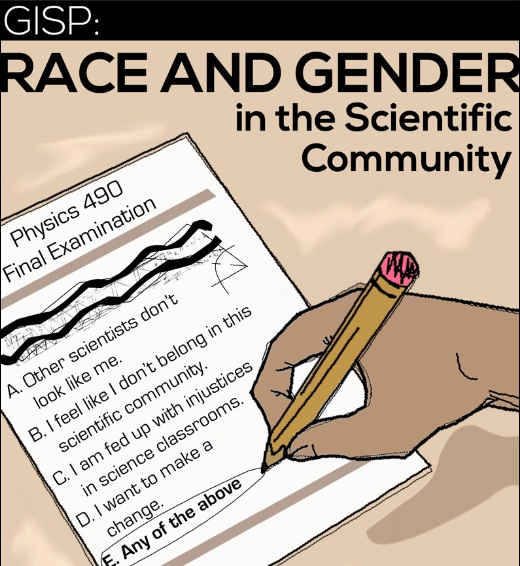 GISP:
RACE AND GENDER
in the Scientific
Community
Physics 490
Final Examination
A. Other scientists don't
look like me.
B. I feel like I don't belong in this
scientific community.
C. I am fed up with injustices
in science classrooms.
D. I want to make a
change.
E. Any of the above